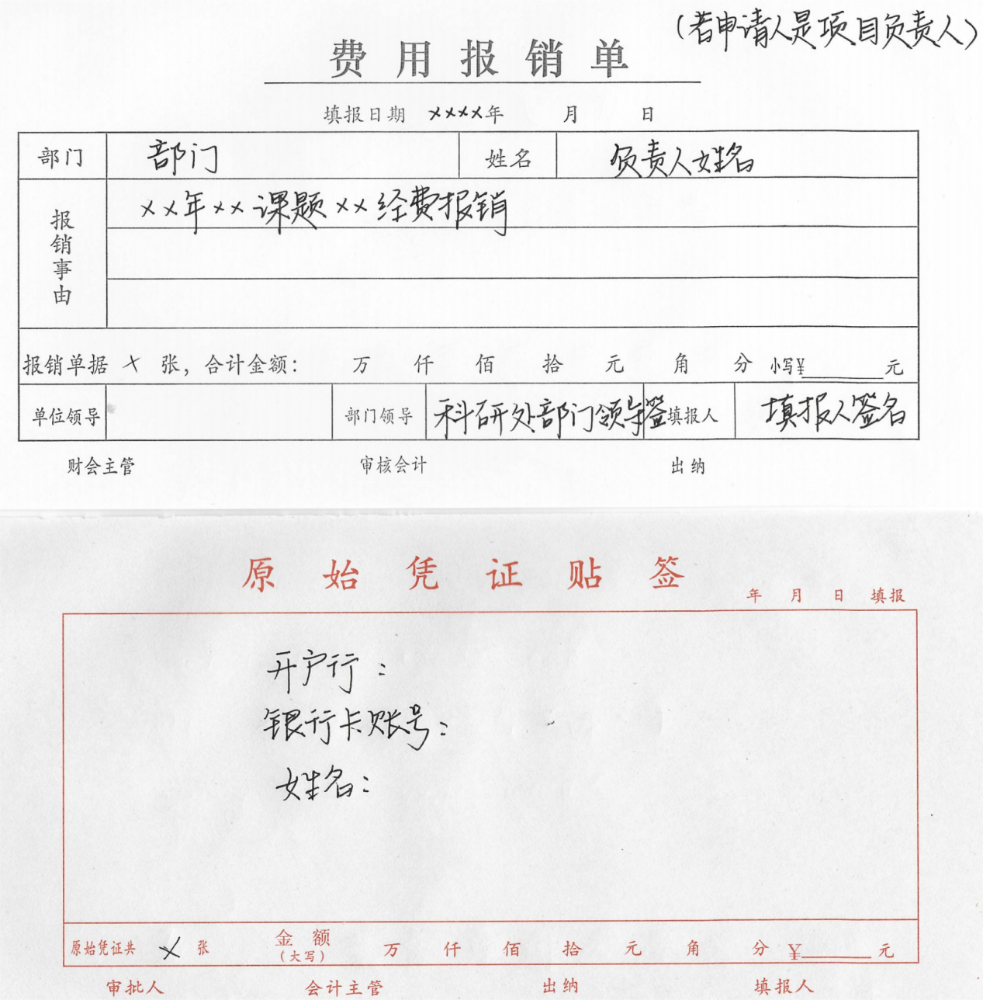 (若申请人是项目负责人)
费用报销单
填报日期 ××××年 月 日
部门 部门 姓名 负责人姓名
报销事由 ××年××课题××经费报销
报销单据 × 张，合计金额： 万 仟 佰 拾 元 角 分 小写¥ 元
单位领导 部门领导 科研处部门领导签 填报人 填报人签名
财会主管 审核会计 出纳
原始凭证贴签
年 月 日 填报
开户行：
银行卡账号：
姓名：
原始凭证共 × 张 金额(大写) 万 仟 佰 拾 元 角 分 ¥ 元
审批人 会计主管 出纳 填报人